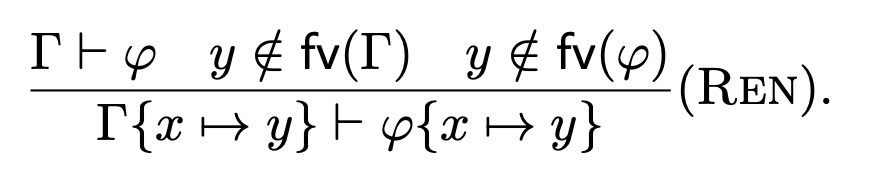 Γ ⊢ φ y ∉ fv(Γ) y ∉ fv(φ)
Γ{x ↦ y} ⊢ φ{x ↦ y} (REN).